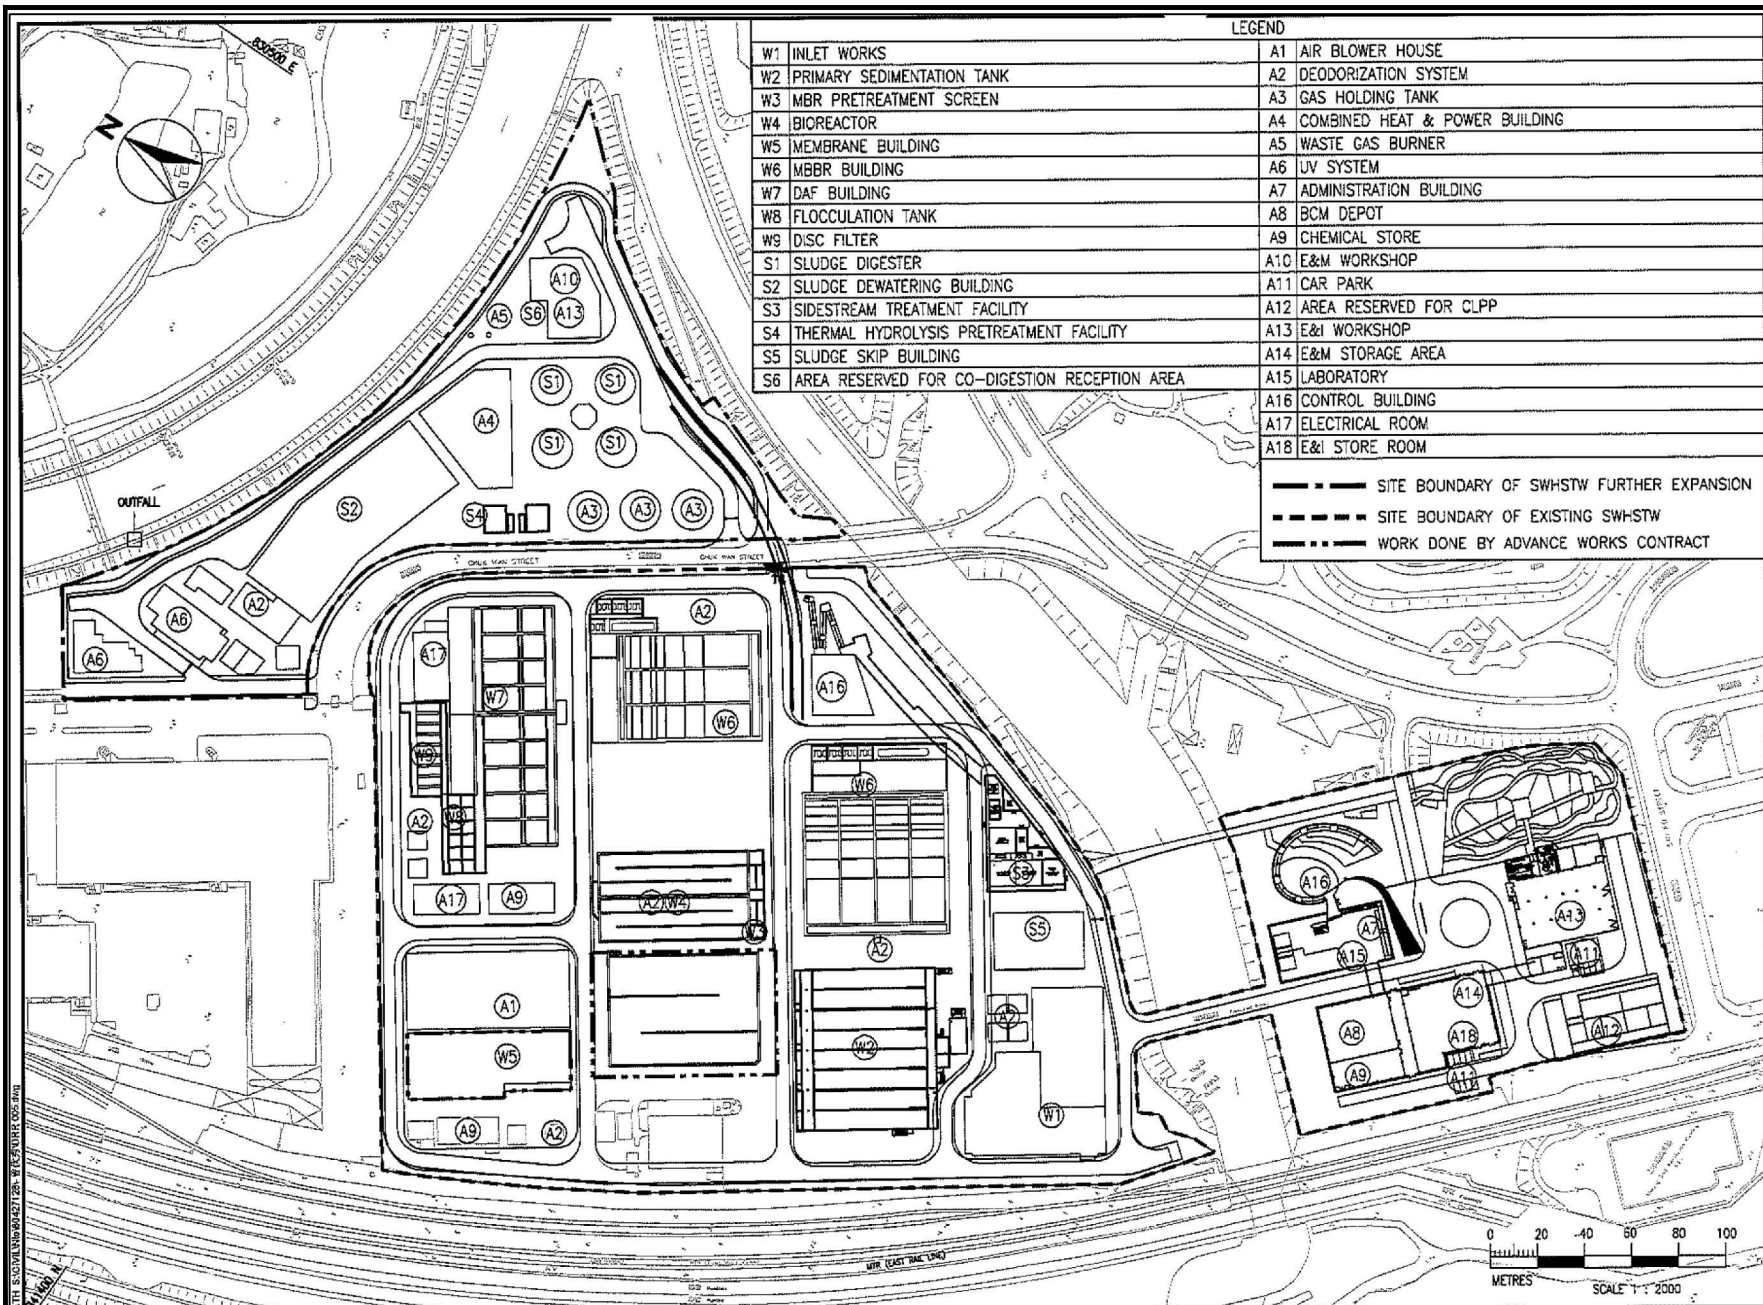 LEGEND
W1 INLET WORKS
W2 PRIMARY SEDIMENTATION TANK
W3 MBR PRETREATMENT SCREEN
W4 BIOREACTOR
W5 MEMBRANE BUILDING
W6 MBBR BUILDING
W7 DAF BUILDING
W8 FLOCCULATION TANK
W9 DISC FILTER
S1 SLUDGE DIGESTER
S2 SLUDGE DEWATERING BUILDING
S3 SIDESTREAM TREATMENT FACILITY
S4 THERMAL HYDROLYSIS PRETREATMENT FACILITY
S5 SLUDGE SKIP BUILDING
S6 AREA RESERVED FOR CO-DIGESTION RECEPTION AREA
A1 AIR BLOWER HOUSE
A2 DEODORIZATION SYSTEM
A3 GAS HOLDING TANK
A4 COMBINED HEAT & POWER BUILDING
A5 WASTE GAS BURNER
A6 UV SYSTEM
A7 ADMINISTRATION BUILDING
A8 BCM DEPOT
A9 CHEMICAL STORE
A10 E&M WORKSHOP
A11 CAR PARK
A12 AREA RESERVED FOR CLPP
A13 E&I WORKSHOP
A14 E&M STORAGE AREA
A15 LABORATORY
A16 CONTROL BUILDING
A17 ELECTRICAL ROOM
A18 E&I STORE ROOM
SITE BOUNDARY OF SWHSTW FURTHER EXPANSION
SITE BOUNDARY OF EXISTING SWHSTW
WORK DONE BY ADVANCE WORKS CONTRACT
N
A10
A5 S6 A13
S1 S1
A4
S1 S1
OUTFALL
S2
S4 A3 A3 A3
CHUK WAN STREET
CHUK WAN STREET
A2
A6
A6
A2
A17
W7
A16
W6
W9
W6
A2 W8
S3
A16
A17 A9
A2 W4
W3
S5
A2
A7
A15
A13
A11
A1
A2
A14
W5
W2
A8
A18
A12
A9
A11
A9 A2
W1
MTR (EAST RAIL LINE)
0 20 40 60 80 100
METRES
SCALE 1 : 2000